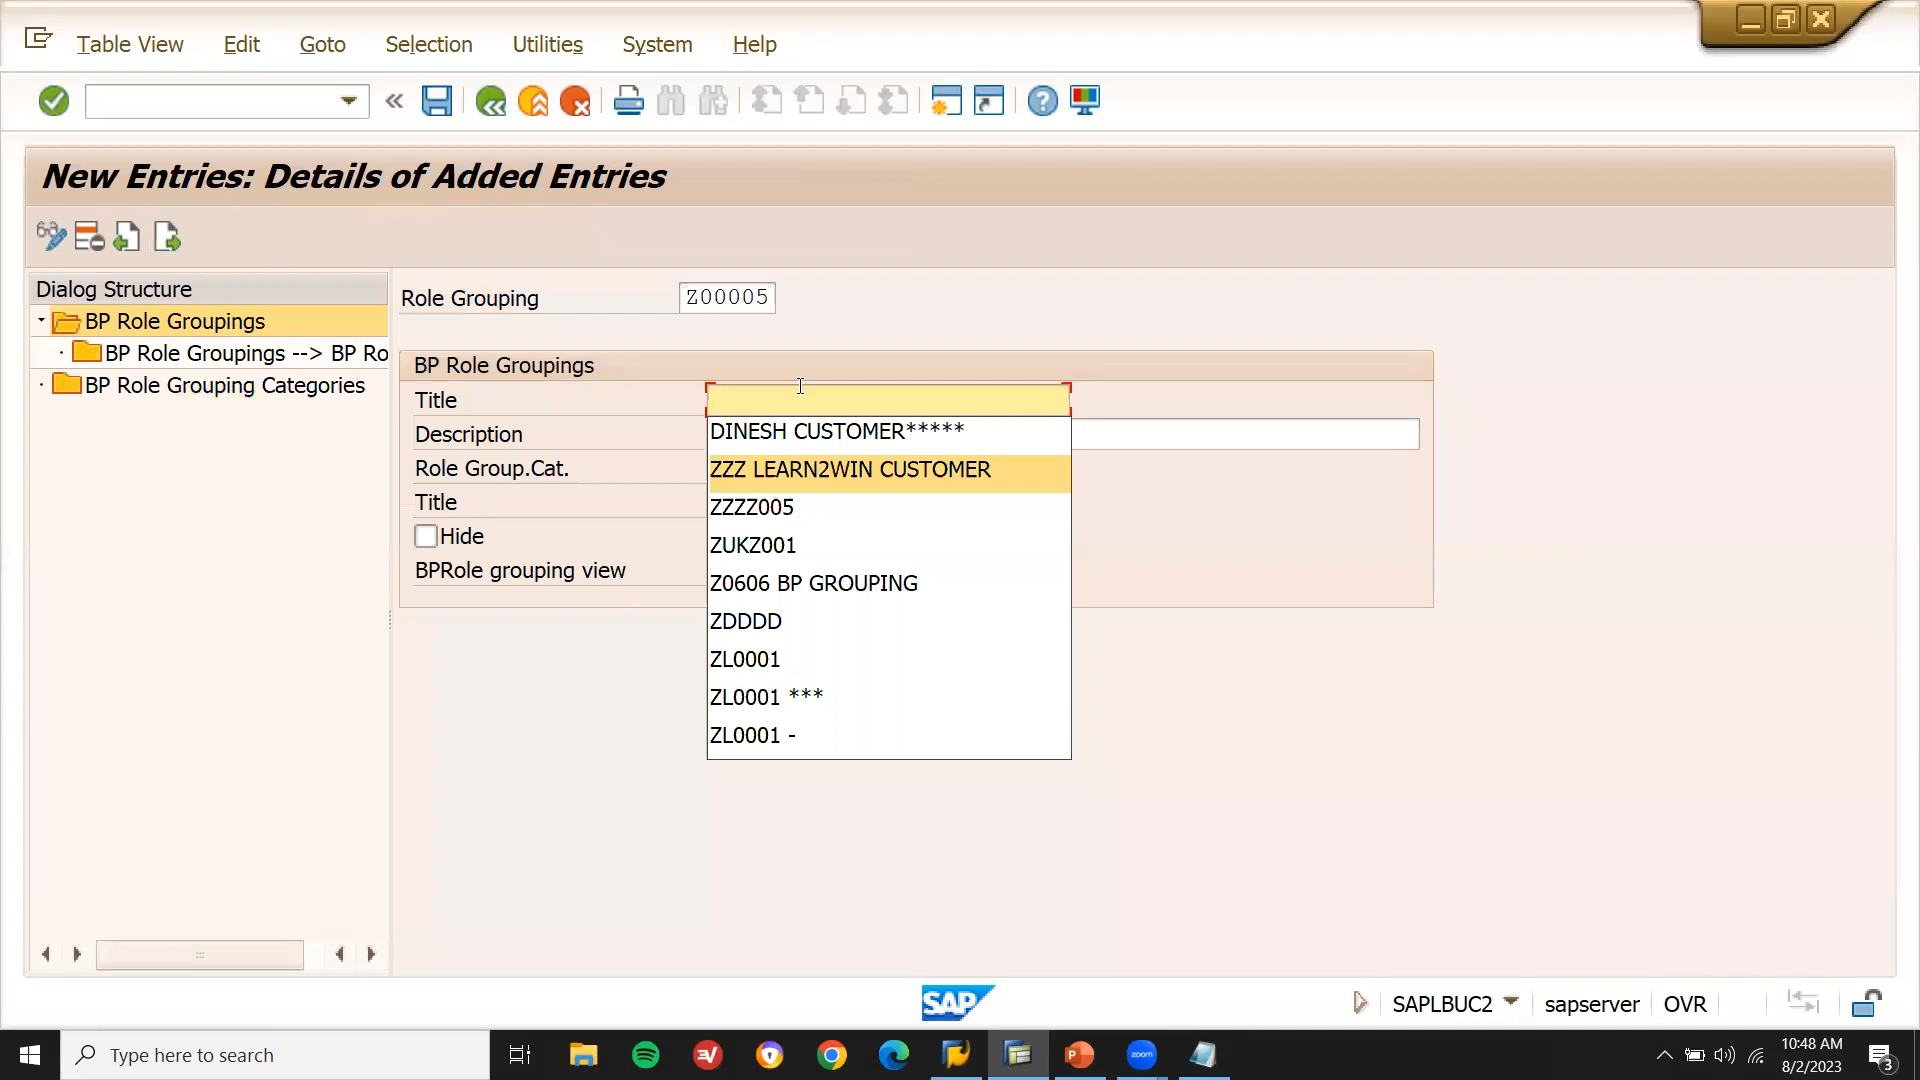 Table View Edit Goto Selection Utilities System Help
New Entries: Details of Added Entries
Dialog Structure
BP Role Groupings
BP Role Groupings --> BP Ro
BP Role Grouping Categories
Role Grouping Z00005
BP Role Groupings
Title
Description
Role Group.Cat.
Title
Hide
BPRole grouping view
DINESH CUSTOMER*****
ZZZ LEARN2WIN CUSTOMER
ZZZZ005
ZUKZ001
Z0606 BP GROUPING
ZDDDD
ZL0001
ZL0001 ***
ZL0001 -
SAP
SAPLBUC2 sapserver OVR
Type here to search
zoom
10:48 AM
8/2/2023
3